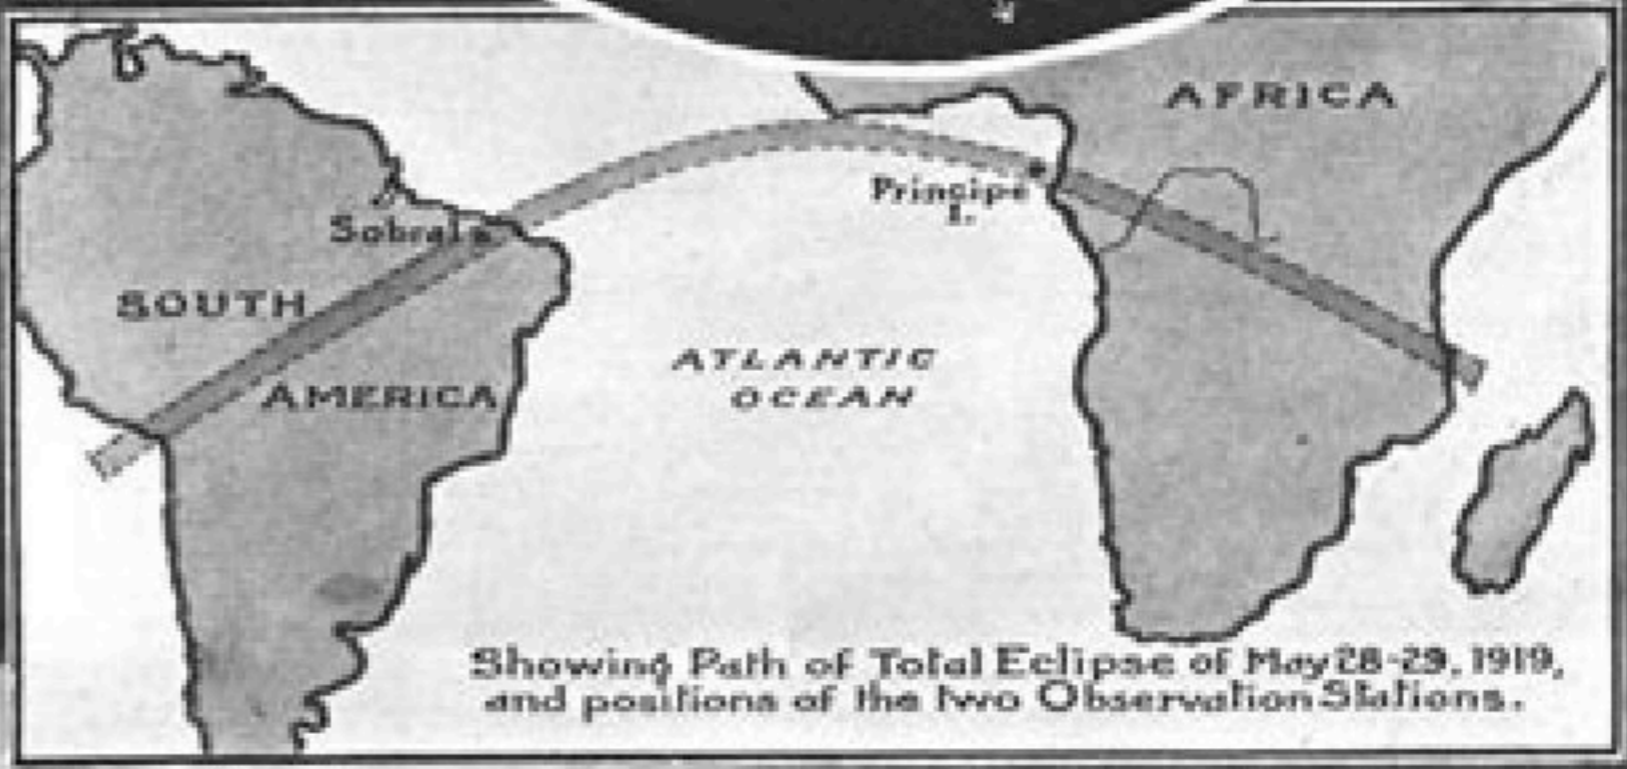 AFRICA
Principe
I.
Sobral
SOUTH
AMERICA
ATLANTIC
OCEAN
Showing Path of Total Eclipse of May 28-29, 1919,
and positions of the two Observation Stations.